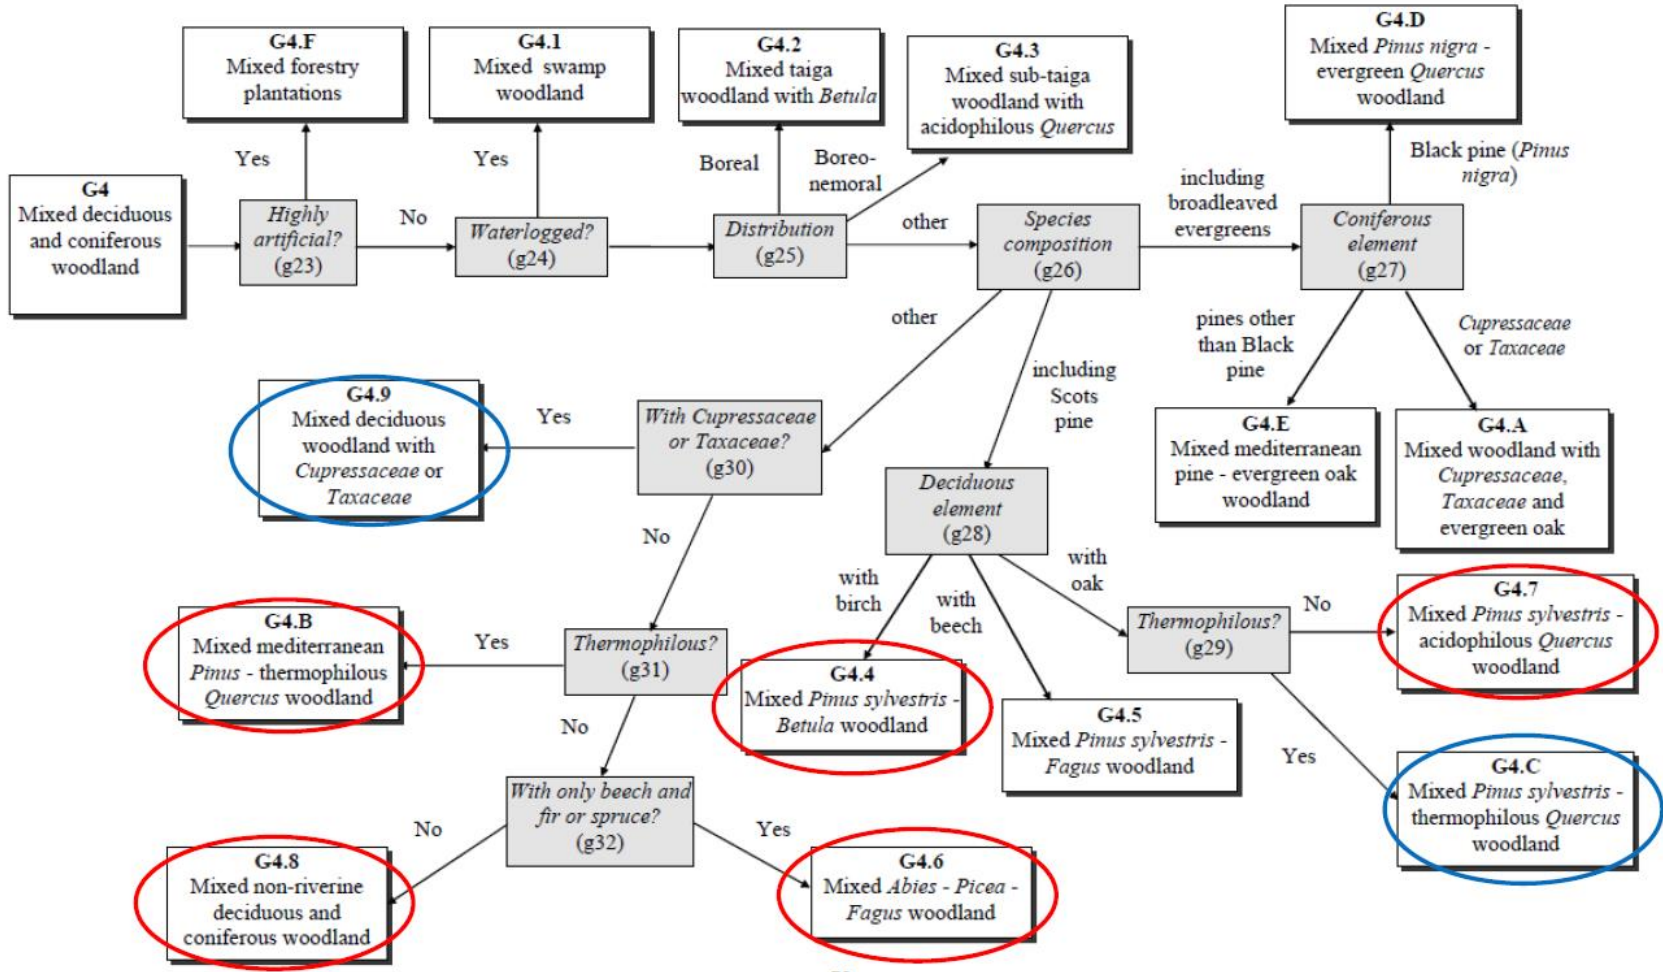 G4.F
Mixed forestry
plantations
G4.1
Mixed swamp
woodland
G4.2
Mixed taiga
woodland with Betula
G4.3
Mixed sub-taiga
woodland with
acidophilous Quercus
G4.D
Mixed Pinus nigra -
evergreen Quercus
woodland
Yes
Yes
Boreal
Boreo-
nemoral
Black pine (Pinus
nigra)
G4
Mixed deciduous
and coniferous
woodland
Highly
artificial?
(g23)
No
Waterlogged?
(g24)
Distribution
(g25)
other
Species
composition
(g26)
including
broadleaved
evergreens
Coniferous
element
(g27)
other
including
Scots
pine
pines other
than Black
pine
Cupressaceae
or Taxaceae
G4.9
Mixed deciduous
woodland with
Cupressaceae or
Taxaceae
Yes
With Cupressaceae
or Taxaceae?
(g30)
G4.E
Mixed mediterranean
pine - evergreen oak
woodland
G4.A
Mixed woodland with
Cupressaceae,
Taxaceae and
evergreen oak
Deciduous
element
(g28)
No
with
birch
with
beech
with
oak
G4.B
Mixed mediterranean
Pinus - thermophilous
Quercus woodland
Yes
Thermophilous?
(g31)
G4.4
Mixed Pinus sylvestris -
Betula woodland
G4.5
Mixed Pinus sylvestris -
Fagus woodland
Thermophilous?
(g29)
No
G4.7
Mixed Pinus sylvestris -
acidophilous Quercus
woodland
Yes
G4.C
Mixed Pinus sylvestris -
thermophilous Quercus
woodland
No
With only beech and
fir or spruce?
(g32)
No
Yes
G4.8
Mixed non-riverine
deciduous and
coniferous woodland
G4.6
Mixed Abies - Picea -
Fagus woodland